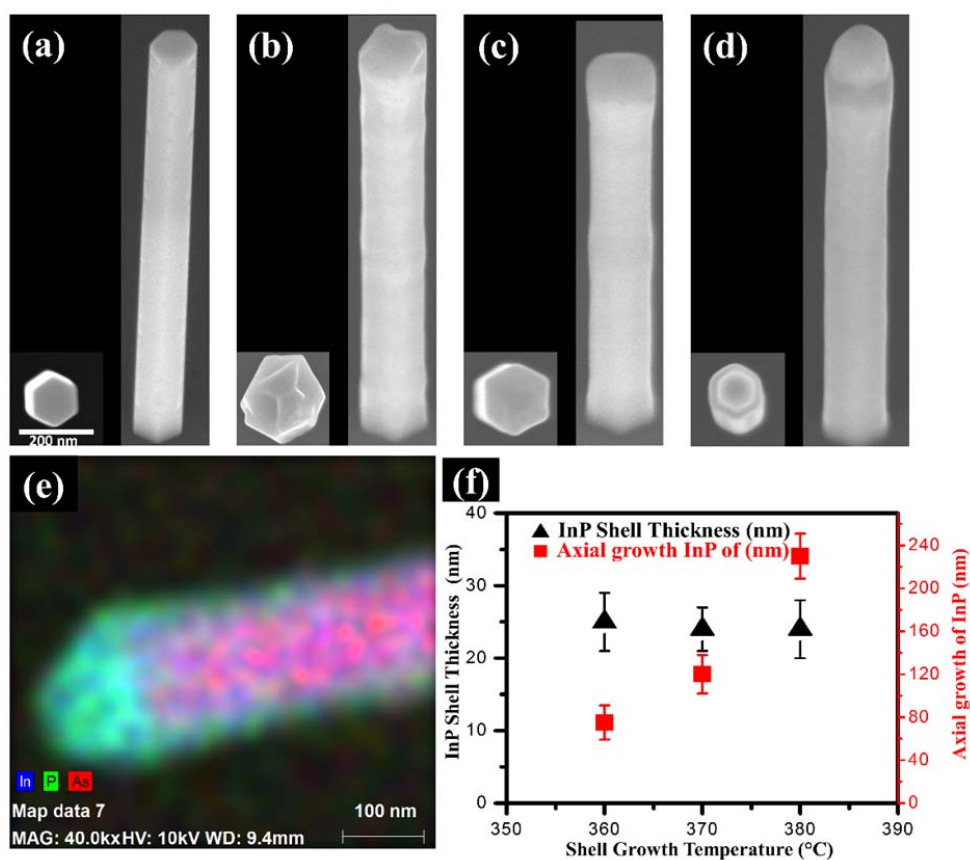 (a)
(b)
(c)
(d)
200 nm
(e)
In P As
Map data 7
MAG: 40.0kxHV: 10kV WD: 9.4mm
100 nm
(f)
InP Shell Thickness (nm)
Axial growth InP of (nm)
InP Shell Thickness (nm)
40
30
20
10
0
350 360 370 380 390
Shell Growth Temperature (°C)
240
200
160
120
80
40
0
Axial growth of InP (nm)